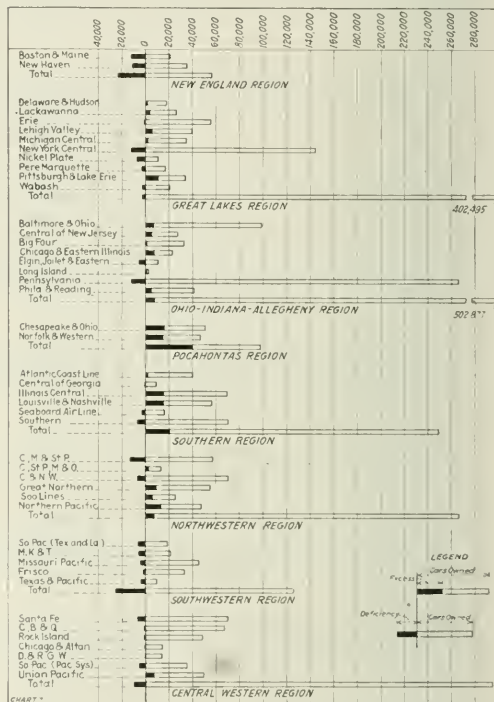 40,000 20,000 0 20,000 40,000 60,000 80,000 100,000 120,000 140,000 160,000 180,000 200,000 220,000 240,000 260,000 280,000
Boston & Maine
New Haven
Total
NEW ENGLAND REGION
Delaware & Hudson
Lackawanna
Erie
Lehigh Valley
Michigan Central
New York Central
Nickel Plate
Pere Marquette
Pittsburgh & Lake Erie
Wabash
Total
GREAT LAKES REGION 402,495
Baltimore & Ohio
Central of New Jersey
Big Four
Chicago & Eastern Illinois
Elgin, Joliet & Eastern
Long Island
Pennsylvania
Phila & Reading
Total
OHIO-INDIANA-ALLEGHENY REGION
Chesapeake & Ohio
Norfolk & Western
Total
POCAHONTAS REGION
Atlantic Coast Line
Central of Georgia
Illinois Central
Louisville & Nashville
Seaboard Air Line
Southern
Total
SOUTHERN REGION
C, M & St P.
C, St P, M & O.
C & N.W.
Great Northern
Soo Lines
Northern Pacific
Total
NORTHWESTERN REGION
So Pac (Tex and La)
M.K & T
Missouri Pacific
Frisco
Texas & Pacific
Total
SOUTHWESTERN REGION
LEGEND
Excess Cars Owned
Deficiency Cars Owned
Santa Fe
C, B & Q
Rock Island
Chicago & Alton
D. & R G W
So Pac (Pac Sys)
Union Pacific
Total
CENTRAL WESTERN REGION
CHART